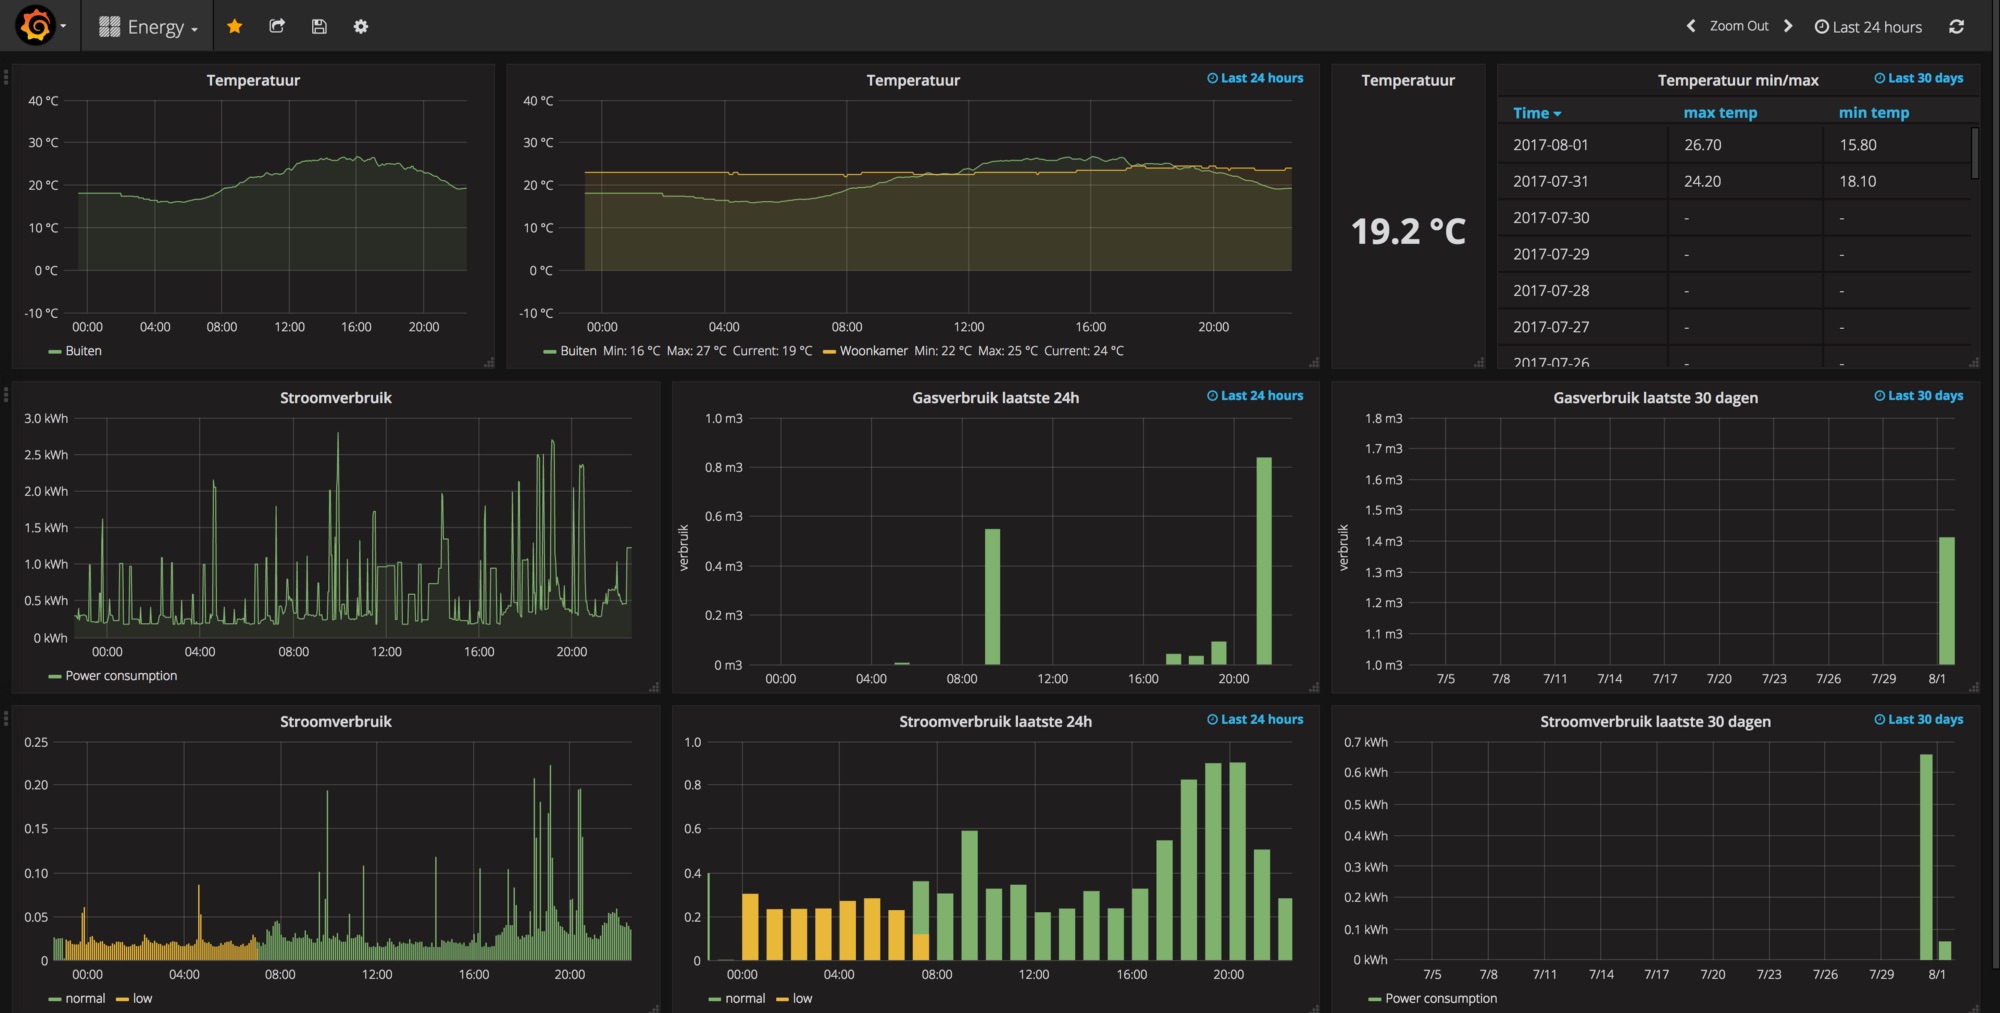 Energy
Zoom Out
Last 24 hours
Temperatuur
40 °C
30 °C
20 °C
10 °C
0 °C
-10 °C
00:00 04:00 08:00 12:00 16:00 20:00
Buiten
Temperatuur
Last 24 hours
40 °C
30 °C
20 °C
10 °C
0 °C
-10 °C
00:00 04:00 08:00 12:00 16:00 20:00
Buiten Min: 16 °C Max: 27 °C Current: 19 °C Woonkamer Min: 22 °C Max: 25 °C Current: 24 °C
Temperatuur
19.2 °C
Temperatuur min/max
Last 30 days
Time max temp min temp
2017-08-01 26.70 15.80
2017-07-31 24.20 18.10
2017-07-30 - -
2017-07-29 - -
2017-07-28 - -
2017-07-27 - -
2017-07-26 - -
Stroomverbruik
3.0 kWh
2.5 kWh
2.0 kWh
1.5 kWh
1.0 kWh
0.5 kWh
0 kWh
00:00 04:00 08:00 12:00 16:00 20:00
Power consumption
Gasverbruik laatste 24h
Last 24 hours
verbruik
1.0 m3
0.8 m3
0.6 m3
0.4 m3
0.2 m3
0 m3
00:00 04:00 08:00 12:00 16:00 20:00
Gasverbruik laatste 30 dagen
Last 30 days
verbruik
1.8 m3
1.7 m3
1.6 m3
1.5 m3
1.4 m3
1.3 m3
1.2 m3
1.1 m3
1.0 m3
7/5 7/8 7/11 7/14 7/17 7/20 7/23 7/26 7/29 8/1
Stroomverbruik
0.25
0.20
0.15
0.10
0.05
0
00:00 04:00 08:00 12:00 16:00 20:00
normal low
Stroomverbruik laatste 24h
Last 24 hours
1.0
0.8
0.6
0.4
0.2
0
00:00 04:00 08:00 12:00 16:00 20:00
normal low
Stroomverbruik laatste 30 dagen
Last 30 days
0.7 kWh
0.6 kWh
0.5 kWh
0.4 kWh
0.3 kWh
0.2 kWh
0.1 kWh
0 kWh
7/5 7/8 7/11 7/14 7/17 7/20 7/23 7/26 7/29 8/1
Power consumption